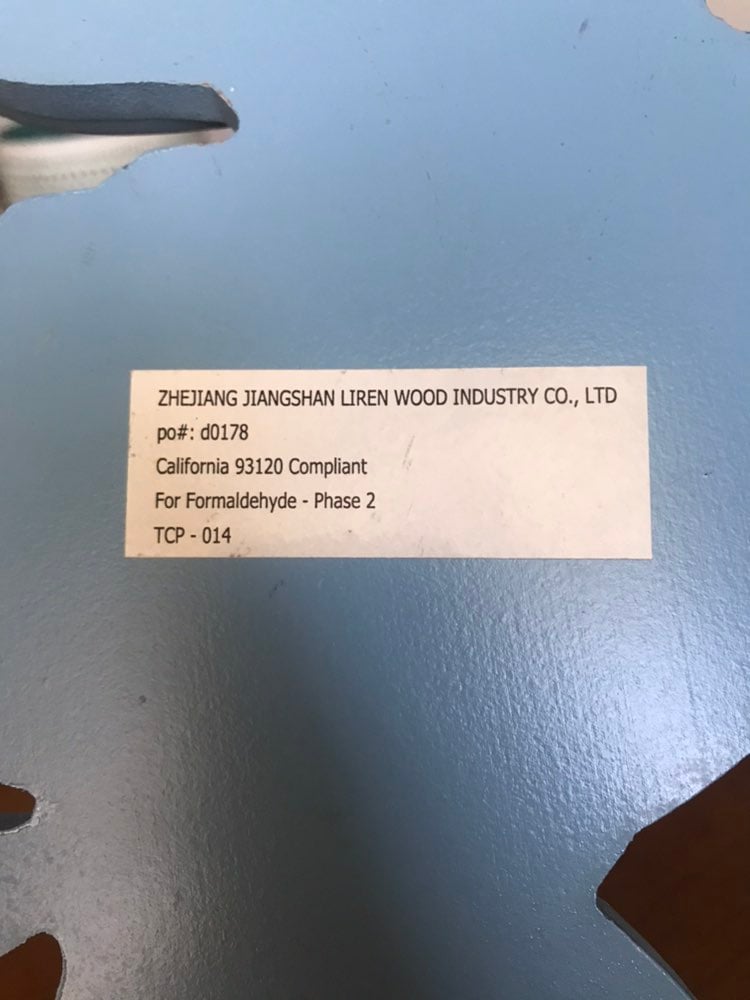 ZHEJIANG JIANGSHAN LIREN WOOD INDUSTRY CO., LTD
po#: d0178
California 93120 Compliant
For Formaldehyde - Phase 2
TCP - 014